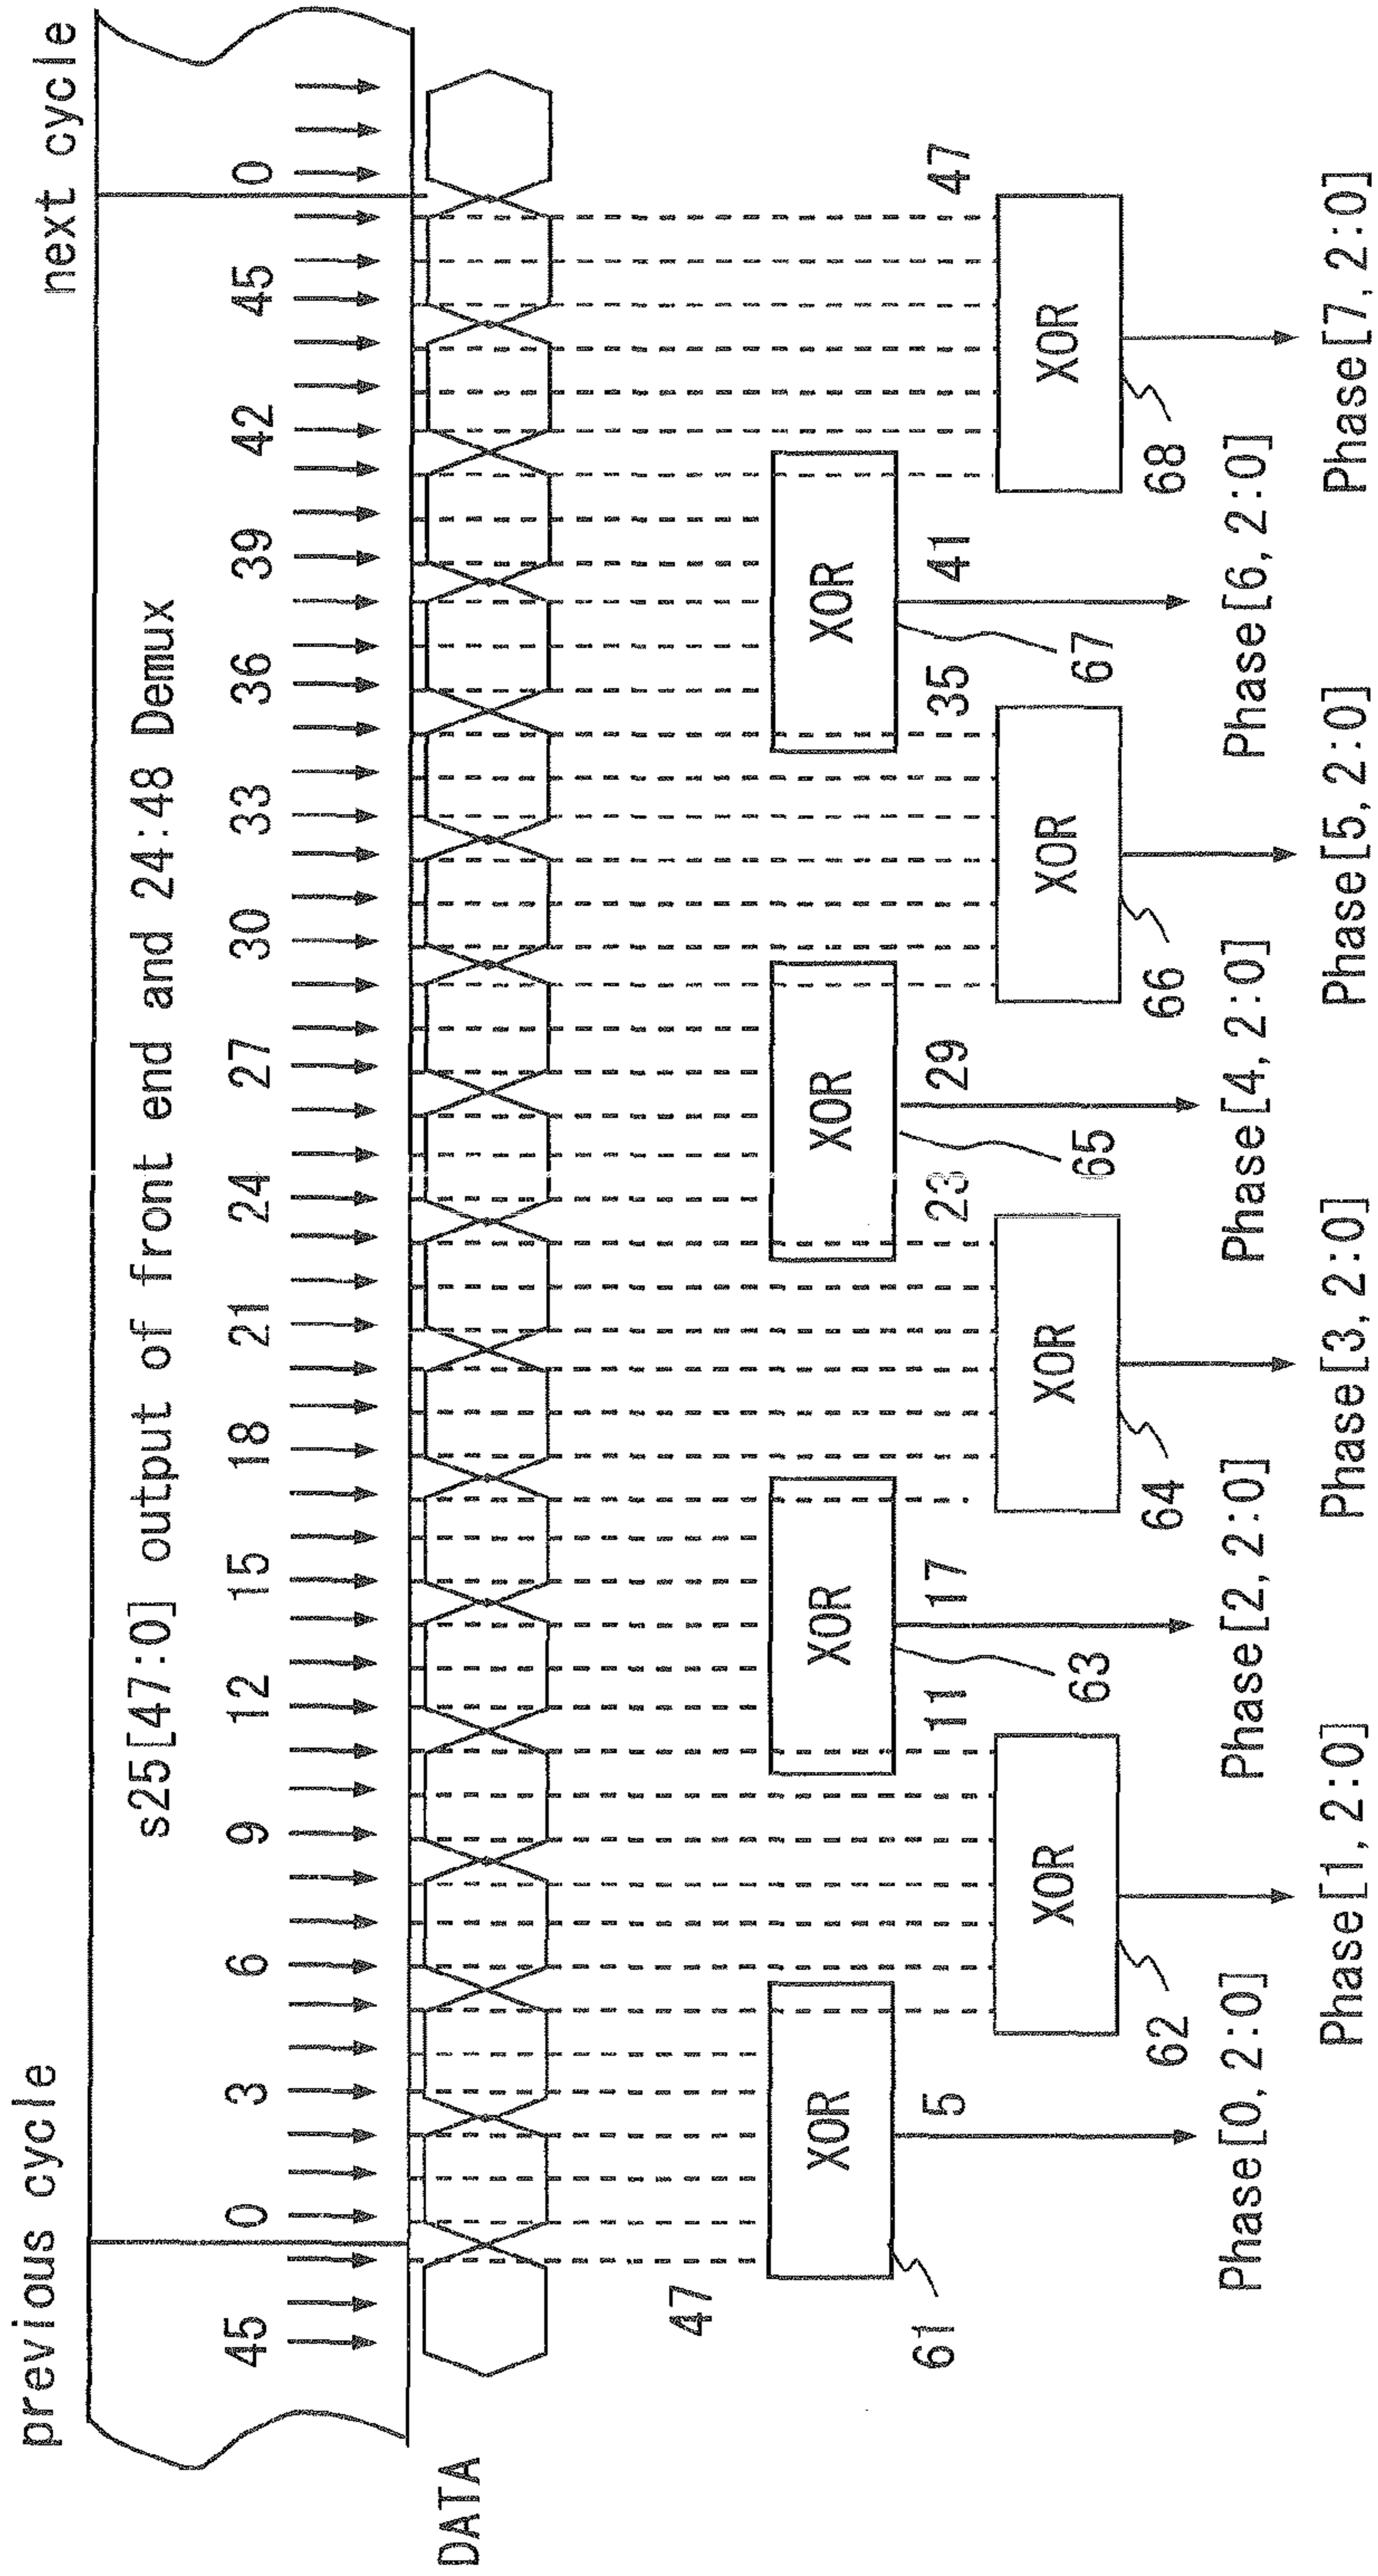 previous cycle
next cycle
s25[47:0] output of front end and 24:48 Demux
45 0 3 6 9 12 15 18 21 24 27 30 33 36 39 42 45 0
DATA
47
XOR XOR XOR XOR
61 5 11 17 23 29 35 41 47
XOR XOR XOR XOR
62 63 64 65 66 67 68
Phase[0, 2:0] Phase[2, 2:0] Phase[4, 2:0] Phase[6, 2:0]
Phase[1, 2:0] Phase[3, 2:0] Phase[5, 2:0] Phase[7, 2:0]